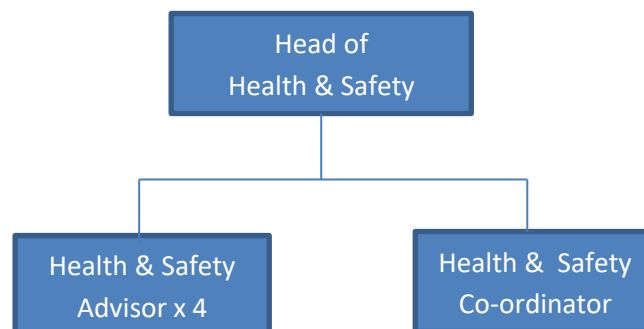 Head of
Health & Safety
Health & Safety
Advisor x 4
Health & Safety
Co-ordinator